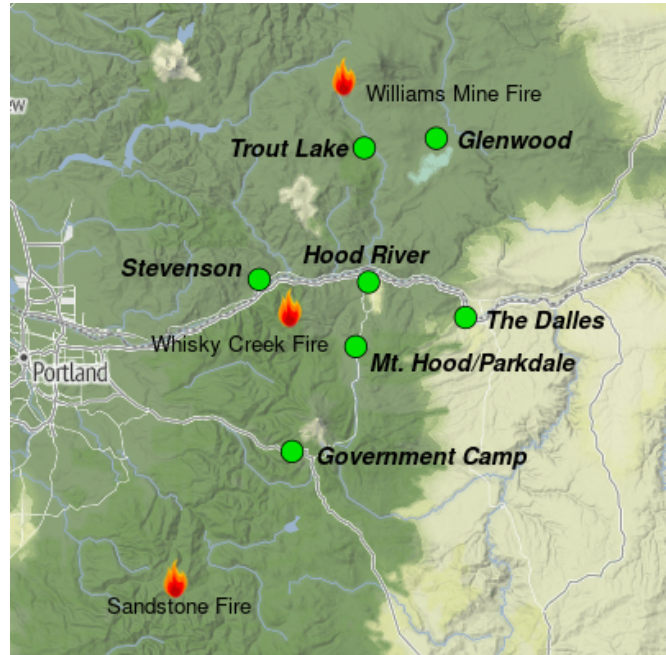 Williams Mine Fire
Glenwood
Trout Lake
Hood River
Stevenson
The Dalles
Whisky Creek Fire
Mt. Hood/Parkdale
Portland
Government Camp
Sandstone Fire